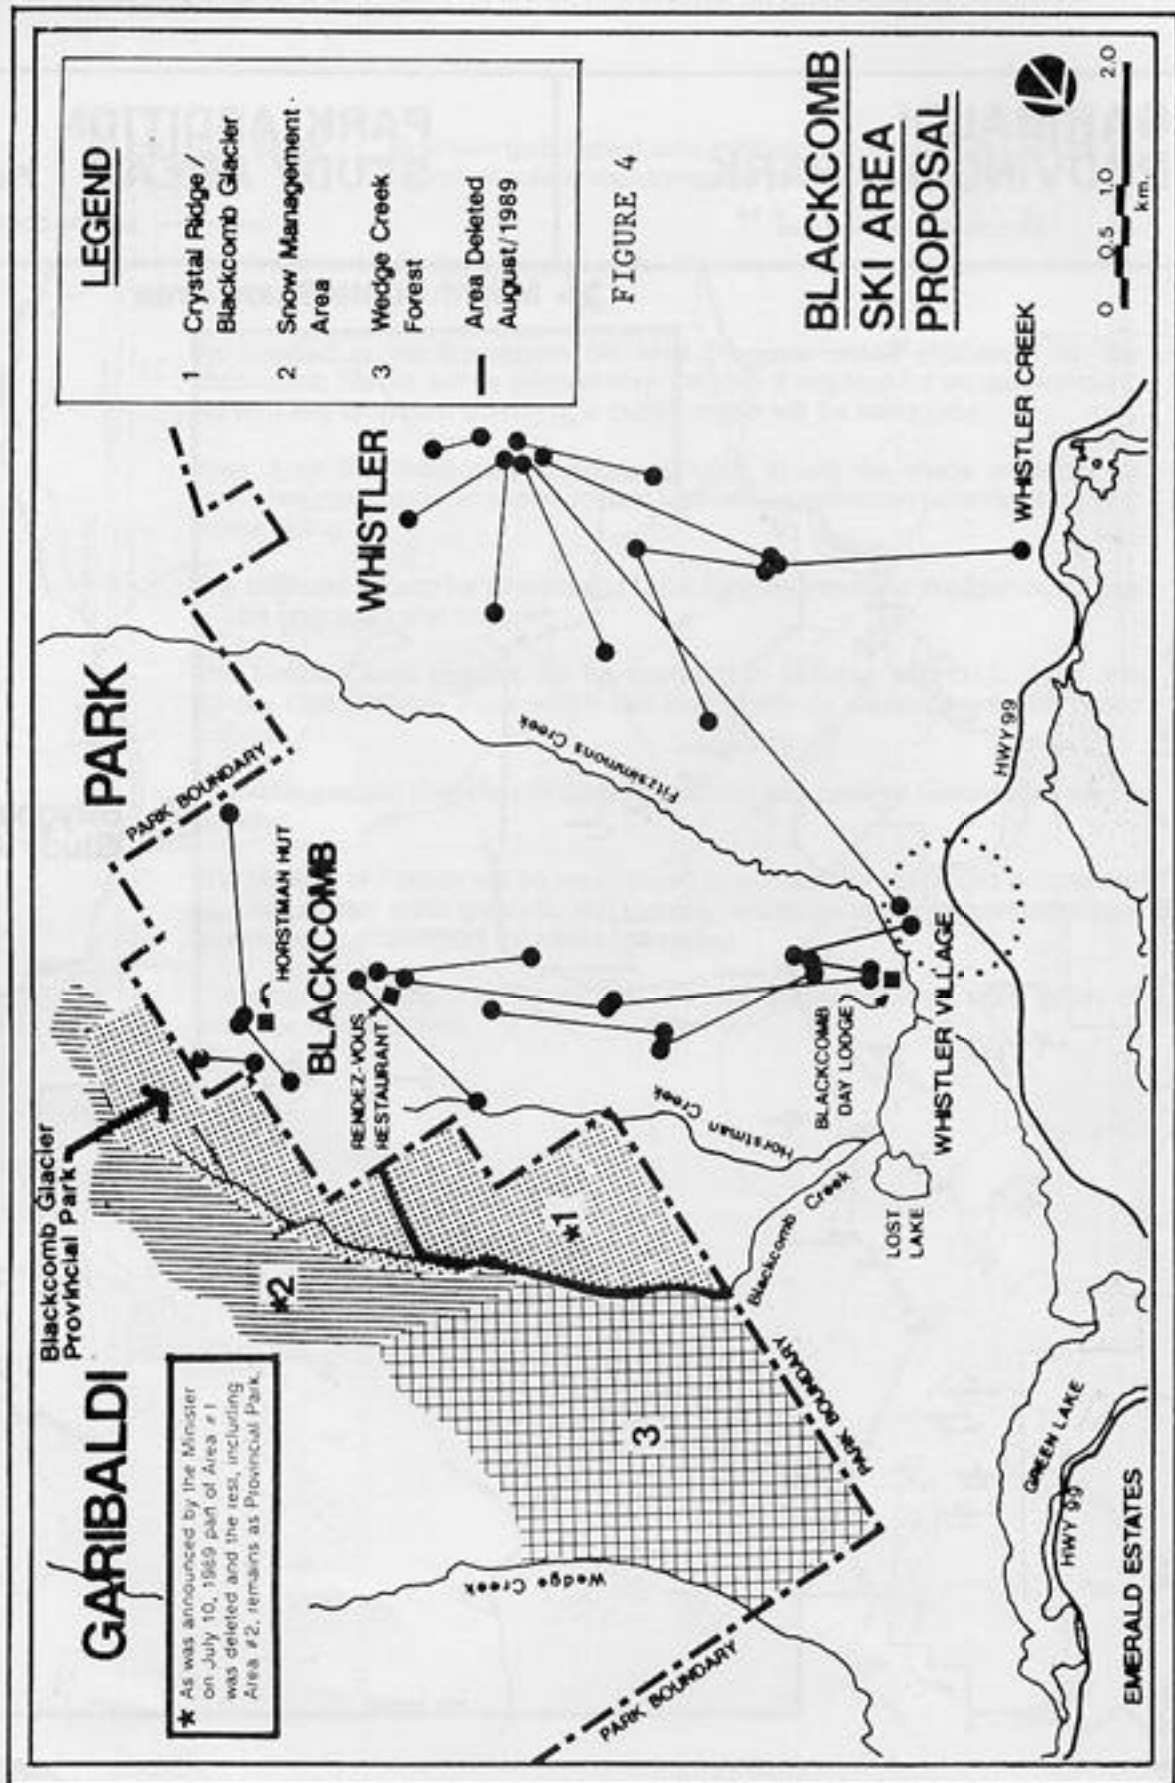 GARIBALDI PARK
Blackcomb Glacier
Provincial Park
* As was announced by the Minister
on July 10, 1989 part of Area #1
was deleted and the rest, including
Area #2, remains as Provincial Park.
LEGEND
1 Crystal Ridge /
Blackcomb Glacier
2 Snow Management
Area
3 Wedge Creek
Forest
Area Deleted
August/1989
FIGURE 4
BLACKCOMB
SKI AREA
PROPOSAL
0 0.5 1.0 2.0
km.
PARK BOUNDARY
HORSTMAN HUT
BLACKCOMB
WHISTLER
RENDEZ-VOUS
RESTAURANT
*2
*1
3
Wedge Creek
PARK BOUNDARY
PARK BOUNDARY
Fitzsimmons Creek
Horstman Creek
Blackcomb Creek
BLACKCOMB
DAY LODGE
LOST
LAKE
WHISTLER VILLAGE
HWY 99
WHISTLER CREEK
GREEN LAKE
HWY 99
EMERALD ESTATES